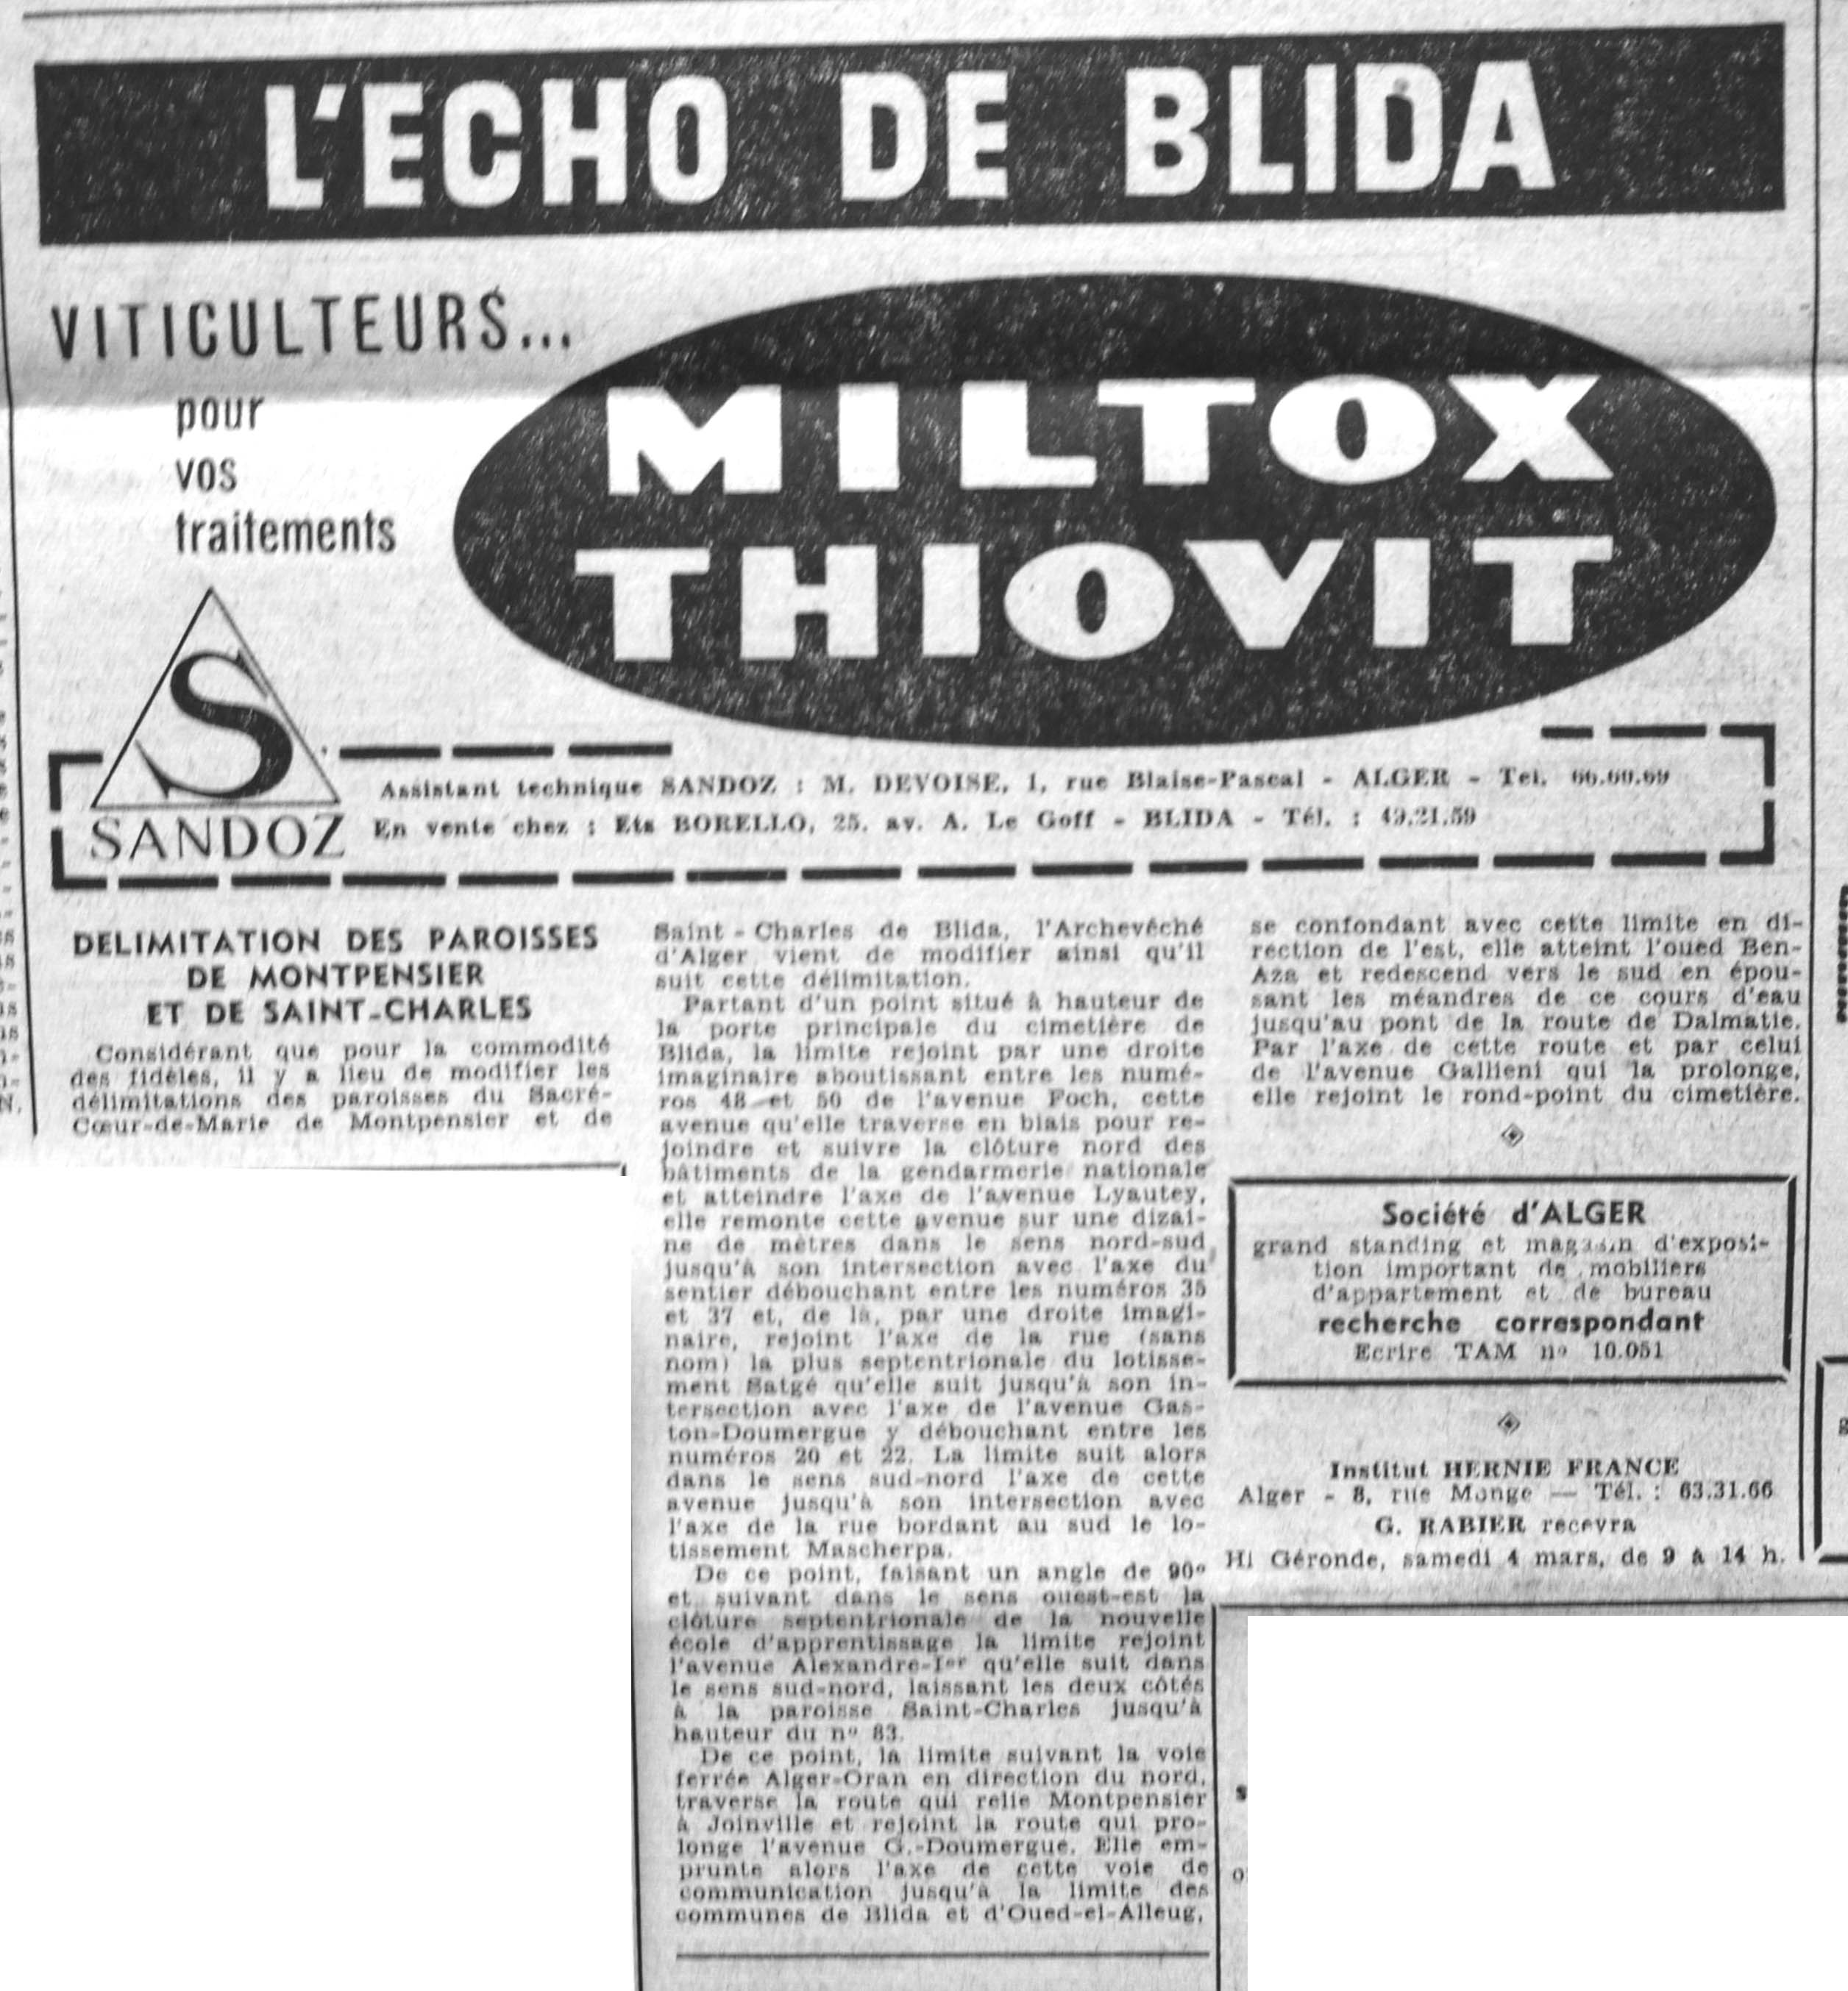 L'ECHO DE BLIDA
VITICULTEURS...
pour
vos
traitements
MILTOX
THIOVIT
S
SANDOZ
Assistant technique SANDOZ : M. DEVOISE, 1, rue Blaise-Pascal - ALGER - Tel. 66.60.69
En vente chez : Ets BORELLO, 25, av. A. Le Goff - BLIDA - Tél. : 49.21.59
DELIMITATION DES PAROISSES
DE MONTPENSIER
ET DE SAINT-CHARLES
Considérant que pour la commodité
des fidèles, il y a lieu de modifier les
délimitations des paroisses du Sacré-
Cœur-de-Marie de Montpensier et de
Saint-Charles de Blida, l'Archevêché
d'Alger vient de modifier ainsi qu'il
suit cette délimitation.
Partant d'un point situé à hauteur de
la porte principale du cimetière de
Blida, la limite rejoint par une droite
imaginaire aboutissant entre les numé-
ros 48 et 50 de l'avenue Foch, cette
avenue qu'elle traverse en biais pour re-
joindre et suivre la clôture nord des
bâtiments de la gendarmerie nationale
et atteindre l'axe de l'avenue Lyautey,
elle remonte cette avenue sur une dizai-
ne de mètres dans le sens nord-sud
jusqu'à son intersection avec l'axe du
sentier débouchant entre les numéros 35
et 37 et, de là, par une droite imagi-
naire, rejoint l'axe de la rue (sans
nom) la plus septentrionale du lotisse-
ment Satgé qu'elle suit jusqu'à son in-
tersection avec l'axe de l'avenue Gas-
ton-Doumergue y débouchant entre les
numéros 20 et 22. La limite suit alors
dans le sens sud-nord l'axe de cette
avenue jusqu'à son intersection avec
l'axe de la rue bordant au sud le lo-
tissement Mascherpa.
De ce point, faisant un angle de 90°
et suivant dans le sens ouest-est la
clôture septentrionale de la nouvelle
école d'apprentissage la limite rejoint
l'avenue Alexandre-Ier qu'elle suit dans
le sens sud-nord, laissant les deux côtés
à la paroisse Saint-Charles jusqu'à
hauteur du n° 83.
De ce point, la limite suivant la voie
ferrée Alger-Oran en direction du nord,
traverse la route qui relie Montpensier
à Joinville et rejoint la route qui pro-
longe l'avenue G.-Doumergue. Elle em-
prunte alors l'axe de cette voie de
communication jusqu'à la limite des
communes de Blida et d'Oued-el-Alleug,
se confondant avec cette limite en di-
rection de l'est, elle atteint l'oued Ben-
Aza et redescend vers le sud en épou-
sant les méandres de ce cours d'eau
jusqu'au pont de la route de Dalmatie.
Par l'axe de cette route et par celui
de l'avenue Gallieni qui la prolonge,
elle rejoint le rond-point du cimetière.
Société d'ALGER
grand standing et magasin d'exposi-
tion important de mobiliers
d'appartement et de bureau
recherche correspondant
Ecrire TAM n° 10.051
Institut HERNIE FRANCE
Alger - 8, rue Monge — Tél. : 63.31.66
G. RABIER recevra
Hl Géronde, samedi 4 mars, de 9 à 14 h.